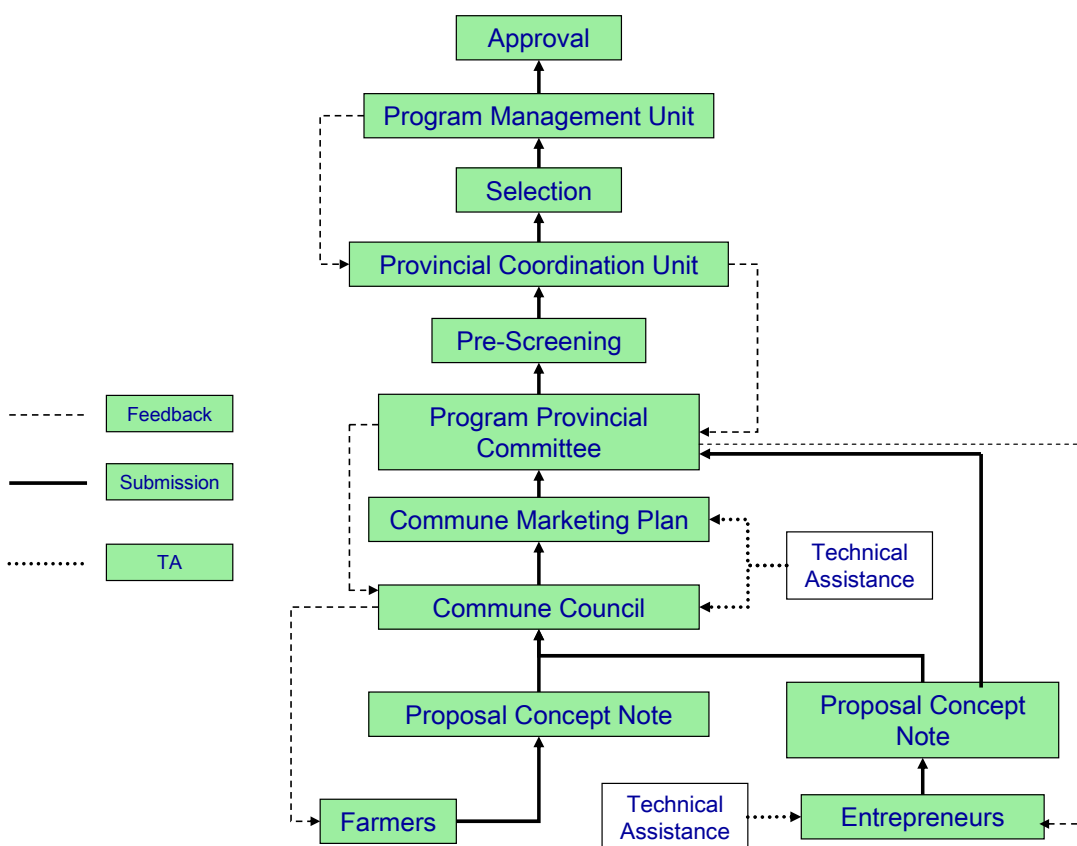 Approval
Program Management Unit
Selection
Provincial Coordination Unit
Pre-Screening
Program Provincial
Committee
Feedback
Submission
TA
Commune Marketing Plan
Technical
Assistance
Commune Council
Proposal Concept Note
Proposal Concept
Note
Farmers
Technical
Assistance
Entrepreneurs